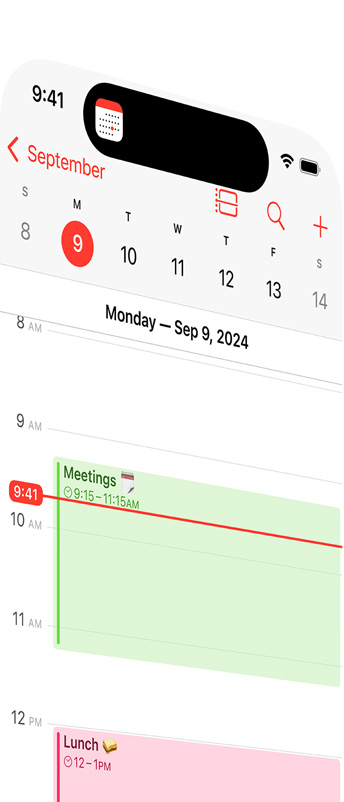 9:41
September
S M T W T F S
8 9 10 11 12 13 14
Monday — Sep 9, 2024
8 AM
9 AM
Meetings
9:15 – 11:15AM
9:41
10 AM
11 AM
12 PM
Lunch
12 – 1PM